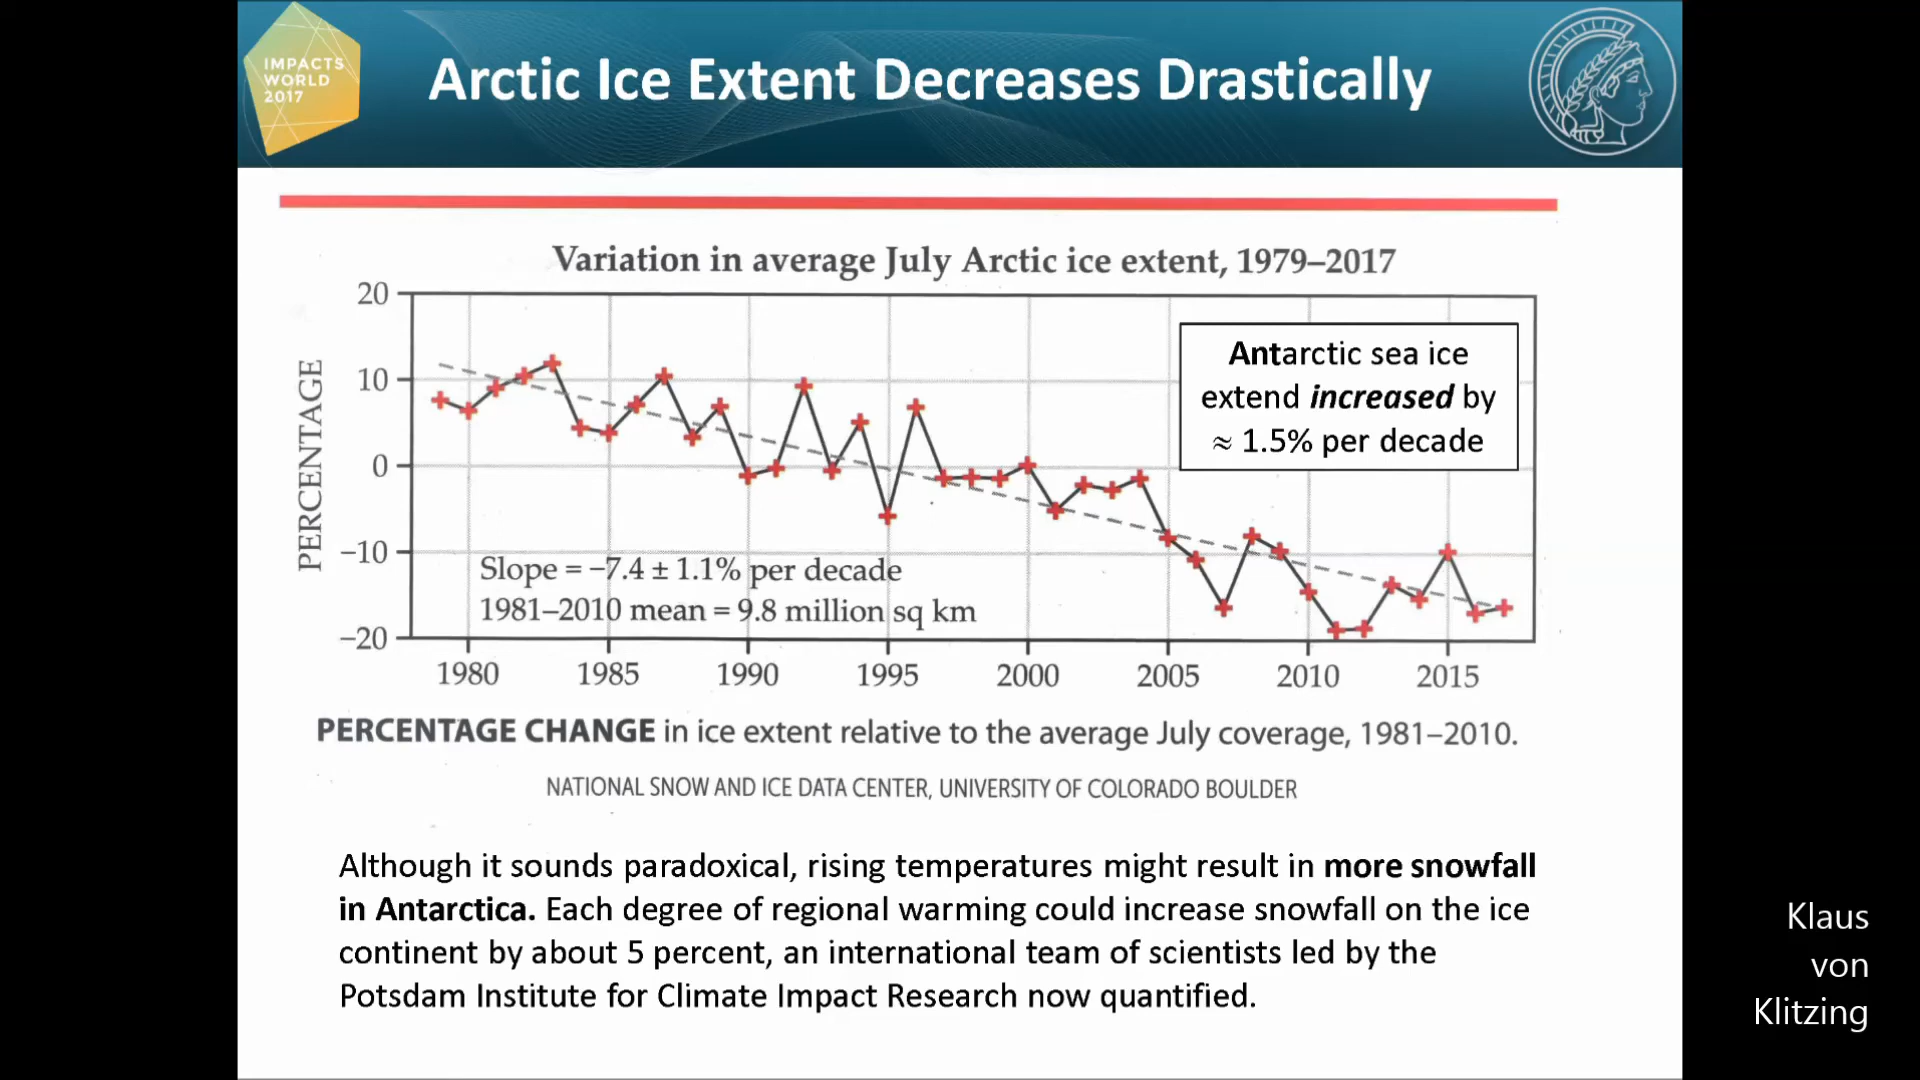 IMPACTS
WORLD
2017
Arctic Ice Extent Decreases Drastically
Variation in average July Arctic ice extent, 1979–2017
PERCENTAGE
20
10
0
−10
−20
Antarctic sea ice
extend increased by
≈ 1.5% per decade
Slope = −7.4 ± 1.1% per decade
1981–2010 mean = 9.8 million sq km
1980 1985 1990 1995 2000 2005 2010 2015
PERCENTAGE CHANGE in ice extent relative to the average July coverage, 1981–2010.
NATIONAL SNOW AND ICE DATA CENTER, UNIVERSITY OF COLORADO BOULDER
Although it sounds paradoxical, rising temperatures might result in more snowfall
in Antarctica. Each degree of regional warming could increase snowfall on the ice
continent by about 5 percent, an international team of scientists led by the
Potsdam Institute for Climate Impact Research now quantified.
Klaus
von
Klitzing